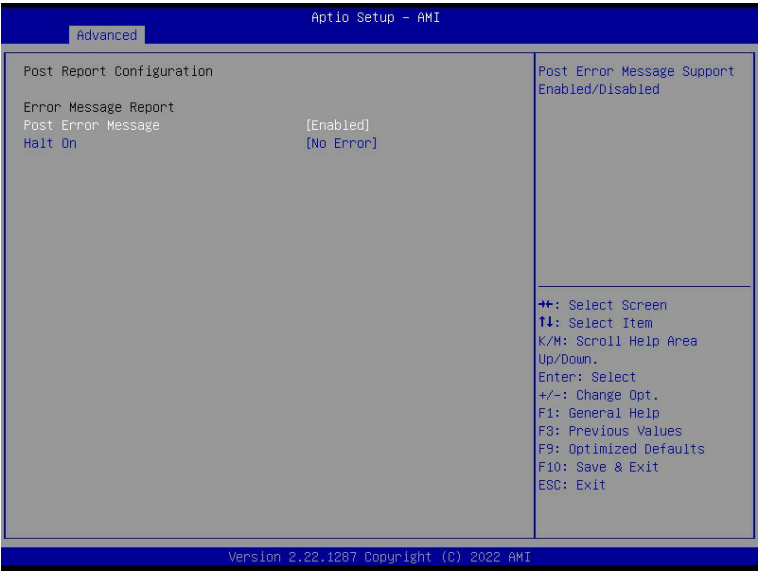 Aptio Setup – AMI
Advanced
Post Report Configuration
Error Message Report
Post Error Message [Enabled]
Halt On [No Error]
Post Error Message Support
Enabled/Disabled
→←: Select Screen
↑↓: Select Item
K/M: Scroll Help Area
Up/Down.
Enter: Select
+/-: Change Opt.
F1: General Help
F3: Previous Values
F9: Optimized Defaults
F10: Save & Exit
ESC: Exit
Version 2.22.1287 Copyright (C) 2022 AMI